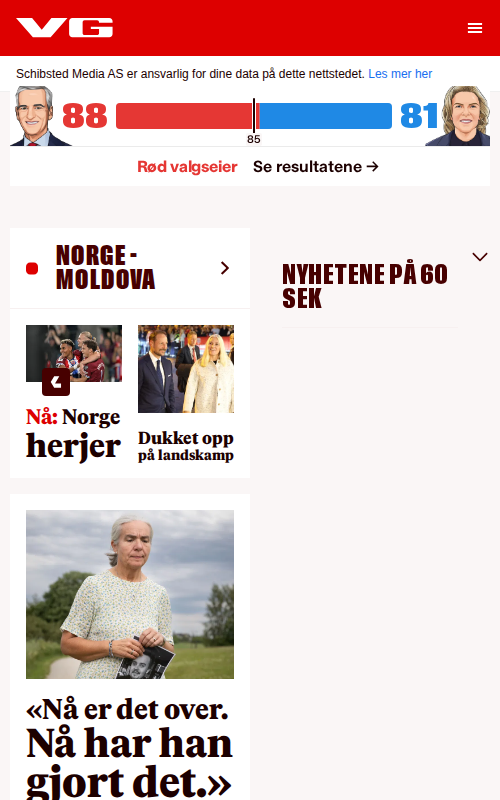 VG
Schibsted Media AS er ansvarlig for dine data på dette nettstedet. Les mer her
88
81
85
Rød valgseier Se resultatene →
NORGE -
MOLDOVA
Nå: Norge
herjer
Dukket opp
på landskamp
«Nå er det over.
Nå har han
gjort det.»
NYHETENE PÅ 60
SEK